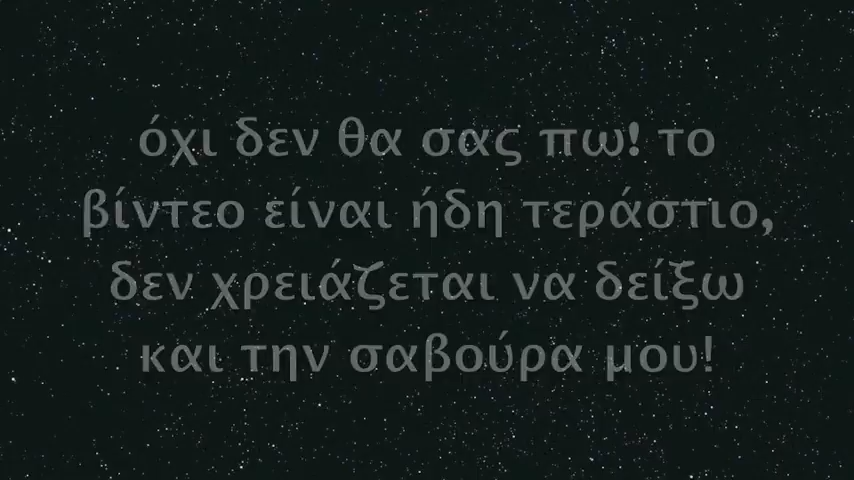 όχι δεν θα σας πω! το
βίντεο είναι ήδη τεράστιο,
δεν χρειάζεται να δείξω
και την σαβούρα μου!